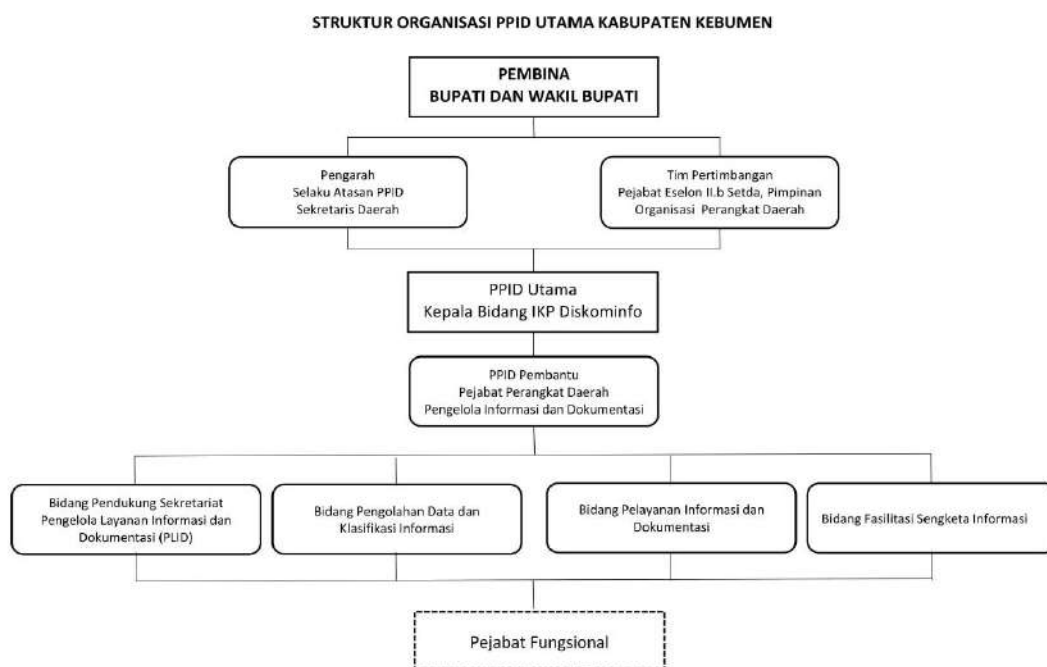 STRUKTUR ORGANISASI PPID UTAMA KABUPATEN KEBUMEN
PEMBINA
BUPATI DAN WAKIL BUPATI
Pengarah
Selaku Atasan PPID
Sekretaris Daerah
Tim Pertimbangan
Pejabat Eselon II.b Setda, Pimpinan
Organisasi Perangkat Daerah
PPID Utama
Kepala Bidang IKP Diskominfo
PPID Pembantu
Pejabat Perangkat Daerah
Pengelola Informasi dan Dokumentasi
Bidang Pendukung Sekretariat
Pengelola Layanan Informasi dan
Dokumentasi (PLID)
Bidang Pengolahan Data dan
Klasifikasi Informasi
Bidang Pelayanan Informasi dan
Dokumentasi
Bidang Fasilitasi Sengketa Informasi
Pejabat Fungsional